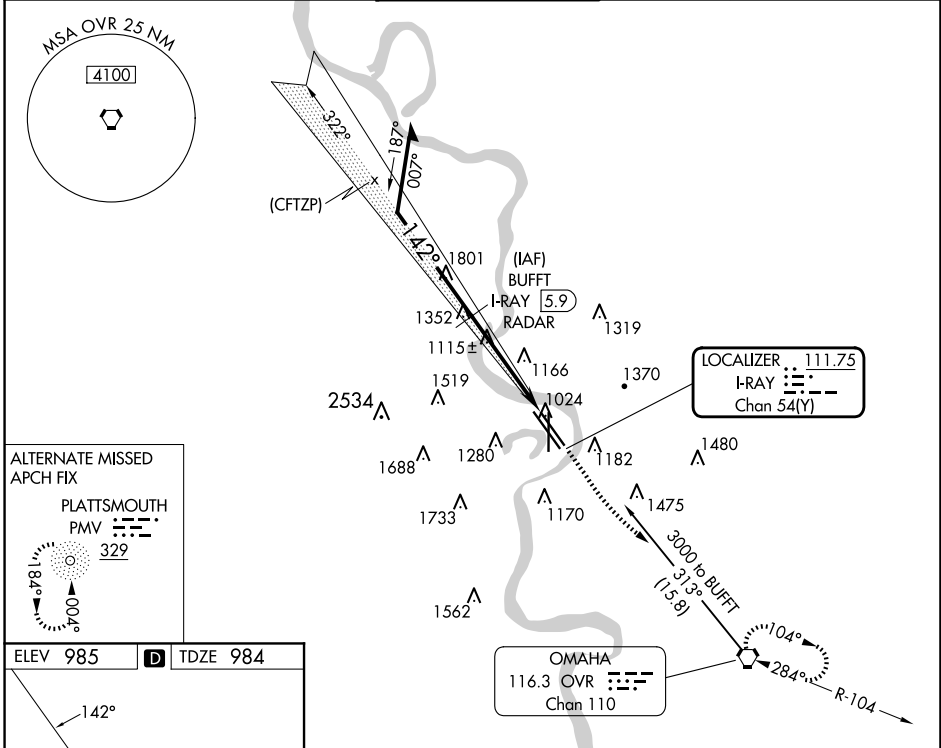 MSA OVR 25 NM
4100
322°
187°
007°
(CFTZP)
x
142°
1801
(IAF)
BUFFT
I-RAY 5.9
RADAR
1352
1319
1115±
1166
1519
1370
2534
1024
LOCALIZER 111.75
I-RAY
Chan 54(Y)
1280
1182
1480
1688
1733
1170
1475
1562
3000 to BUFFT
313°
(15.8)
104°
284°
R-104
OMAHA
116.3 OVR
Chan 110
ALTERNATE MISSED
APCH FIX
PLATTSMOUTH
PMV
329
184°
004°
ELEV 985 D TDZE 984
142°